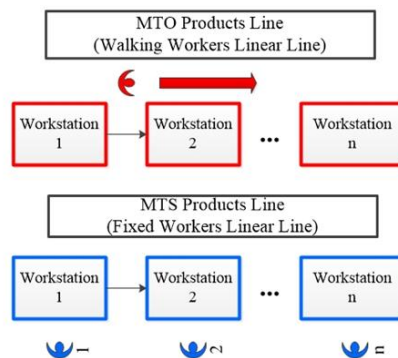 MTO Products Line
(Walking Workers Linear Line)
Workstation
1
Workstation
2
...
Workstation
n
MTS Products Line
(Fixed Workers Linear Line)
Workstation
1
Workstation
2
...
Workstation
n
1
2
n